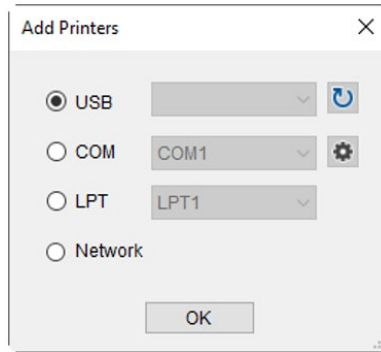 Add Printers
USB
COM COM1
LPT LPT1
Network
OK